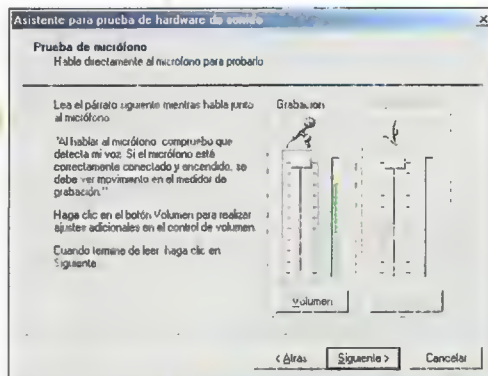 Asistente para prueba de hardware de sonido
Prueba de micrófono
Hable directamente al micrófono para probarlo
Lea el párrafo siguiente mientras habla junto
al micrófono
Grabación
"Al hablar al micrófono compruebo que
detecta mi voz. Si el micrófono está
correctamente conectado y encendido, se
debe ver movimiento en el medidor de
grabación."
Haga clic en el botón Volumen para realizar
ajustes adicionales en el control de volumen.
Cuando termine de leer haga clic en
Siguiente
Volumen
< Atrás
Siguiente >
Cancelar